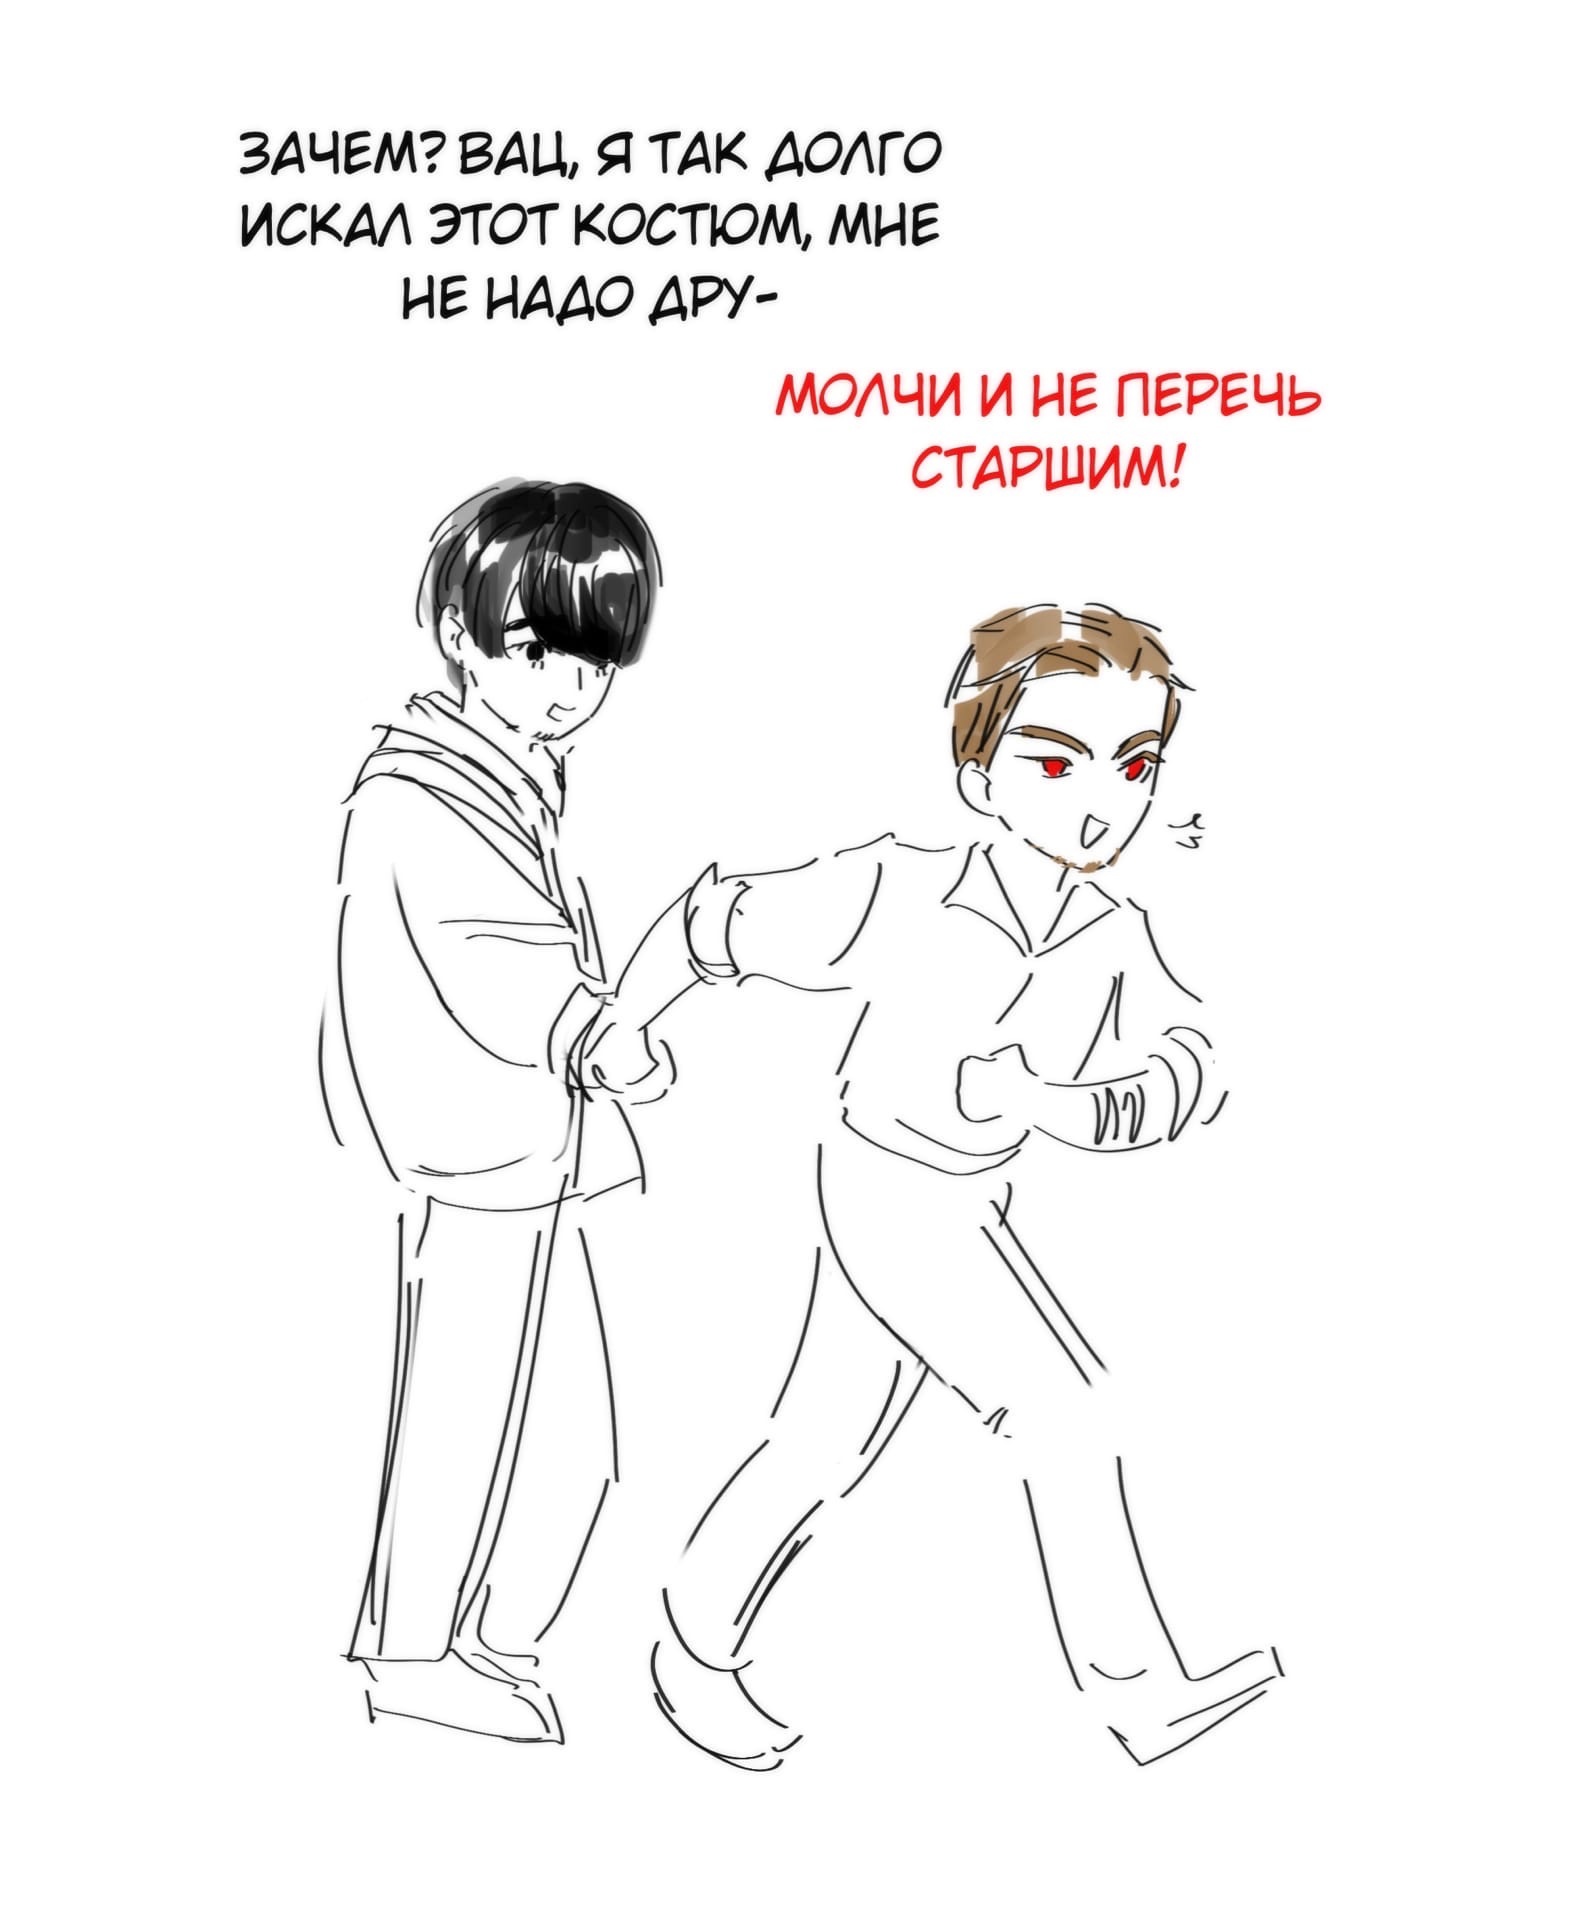 ЗАЧЕМ? ВАЦ, Я ТАК ДОЛГО
ИСКАЛ ЭТОТ КОСТЮМ, МНЕ
НЕ НАДО ДРУ-
МОЛЧИ И НЕ ПЕРЕЧЬ
СТАРШИМ!